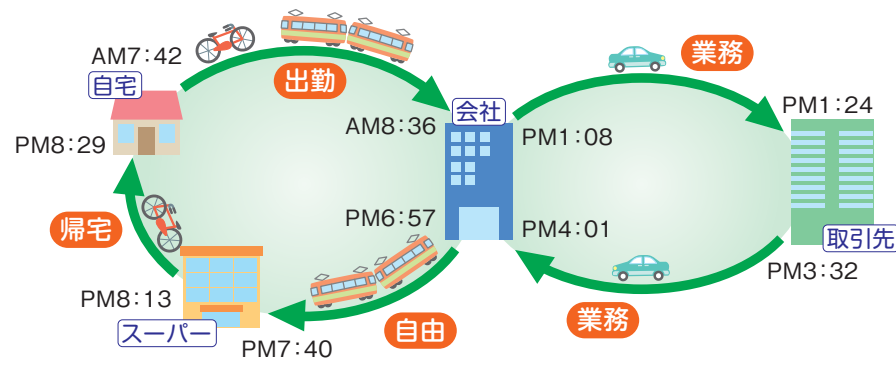 AM7:42
自宅
出勤
会社
業務
PM1:24
AM8:36
PM1:08
PM8:29
帰宅
PM6:57
PM4:01
取引先
PM3:32
PM8:13
スーパー
PM7:40
自由
業務